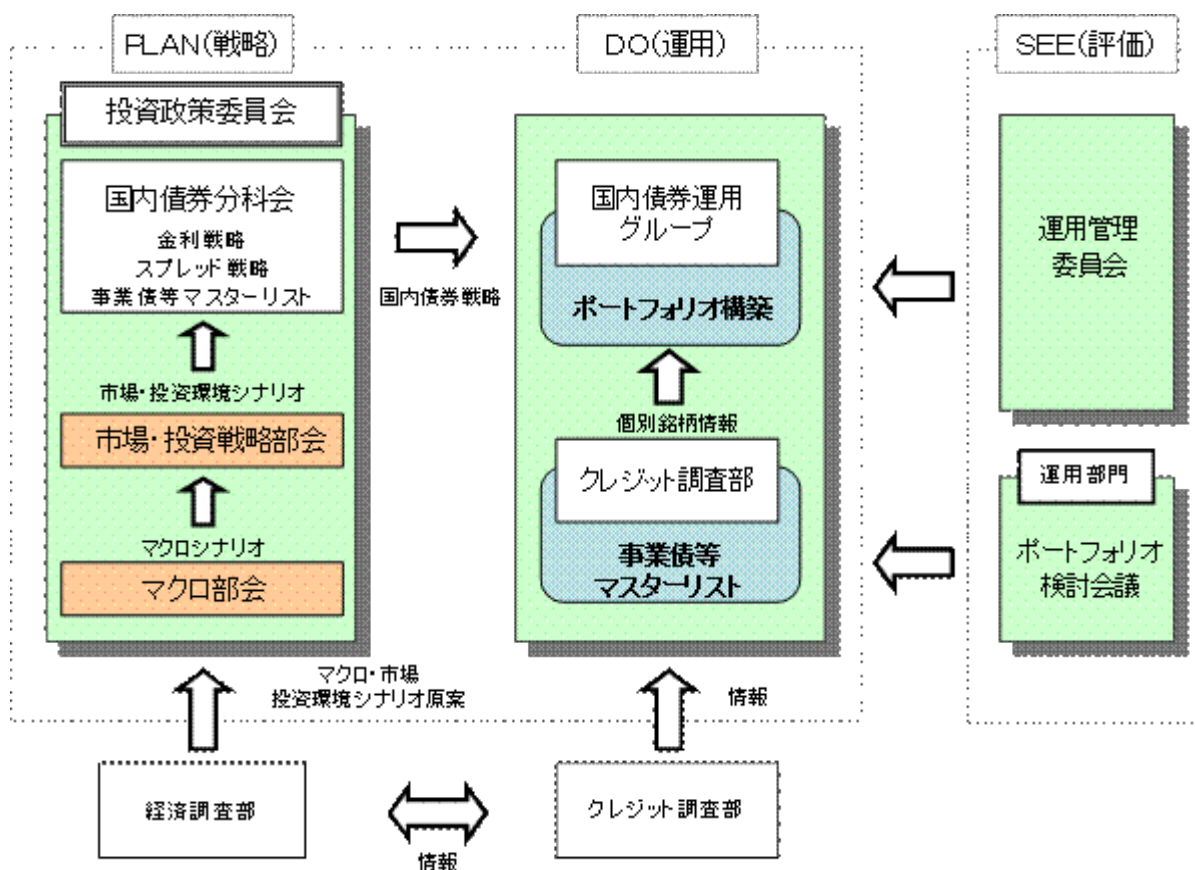 PLAN(戦略)
DO(運用)
SEE(評価)
投資政策委員会
国内債券分科会
金利戦略
スプレッド戦略
事業債等マスターリスト
市場・投資環境シナリオ
市場・投資戦略部会
マクロシナリオ
マクロ部会
国内債券戦略
国内債券運用
グループ
ポートフォリオ構築
個別銘柄情報
クレジット調査部
事業債等
マスターリスト
運用管理
委員会
運用部門
ポートフォリオ
検討会議
マクロ・市場
投資環境シナリオ原案
情報
経済調査部
情報
クレジット調査部